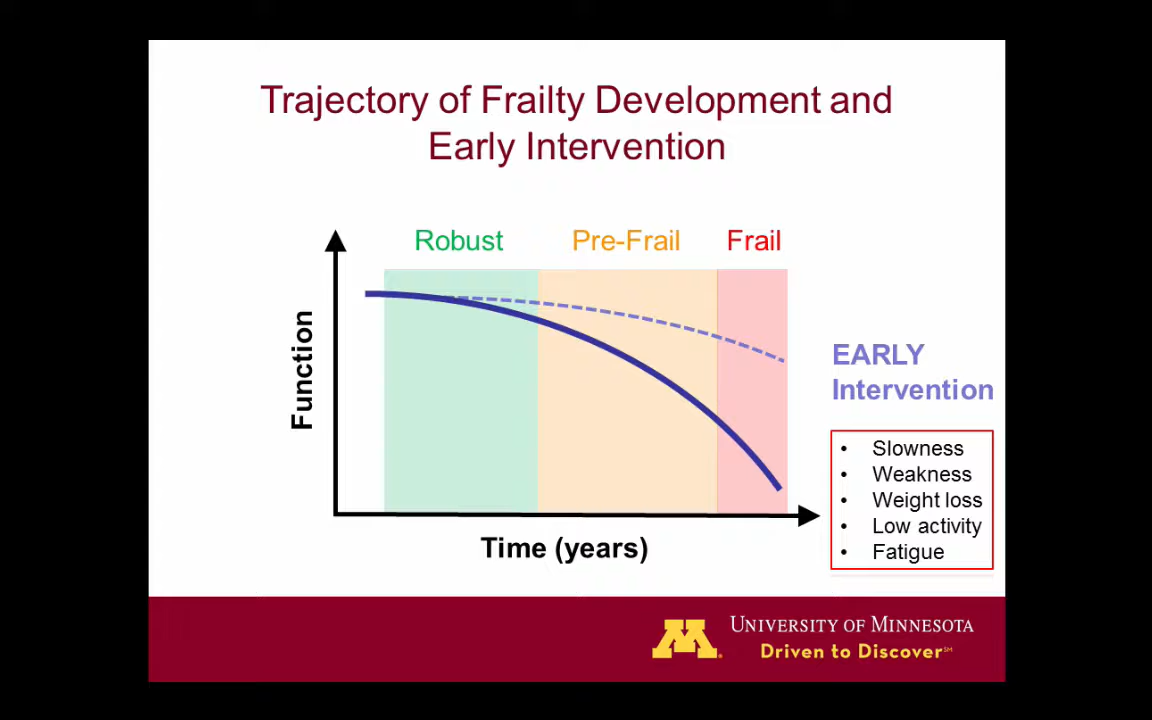 Trajectory of Frailty Development and
Early Intervention
Robust
Pre-Frail
Frail
Function
EARLY
Intervention
• Slowness
• Weakness
• Weight loss
• Low activity
• Fatigue
Time (years)
M
UNIVERSITY OF MINNESOTA
Driven to Discover℠